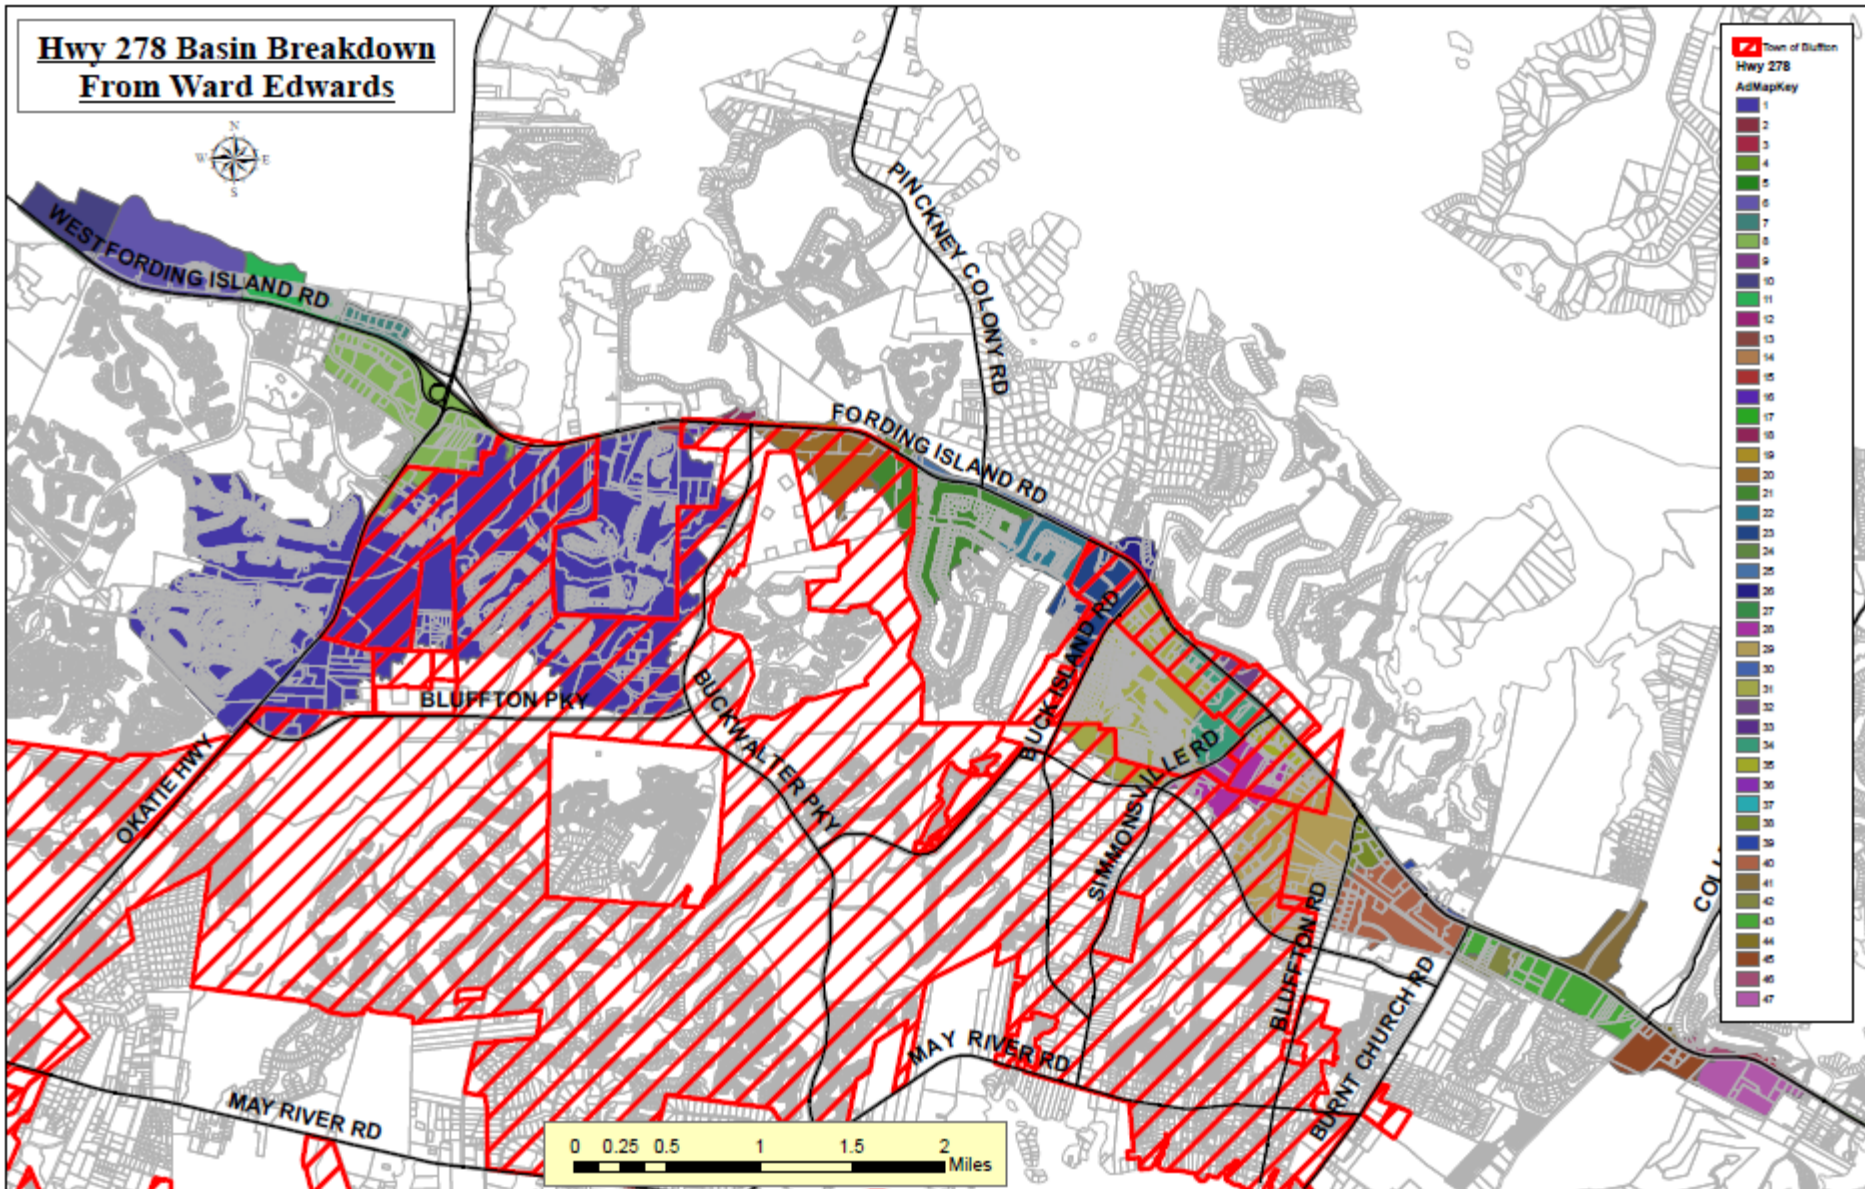 Hwy 278 Basin Breakdown
From Ward Edwards
N
W E
S
WEST FORDING ISLAND RD
PINCKNEY COLONY RD
FORDING ISLAND RD
BUCK ISLAND RD
BLUFFTON PKY
BUCKWALTER PKY
OKATIE HWY
SIMMONSVILLE RD
BLUFFTON RD
BURNT CHURCH RD
MAY RIVER RD
MAY RIVER RD
0 0.25 0.5 1 1.5 2
Miles
Town of Bluffton
Hwy 278
AdMapKey
1
2
3
4
5
6
7
8
9
10
11
12
13
14
15
16
17
18
19
20
21
22
23
24
25
26
27
28
29
30
31
32
33
34
35
36
37
38
39
40
41
42
43
44
45
46
47